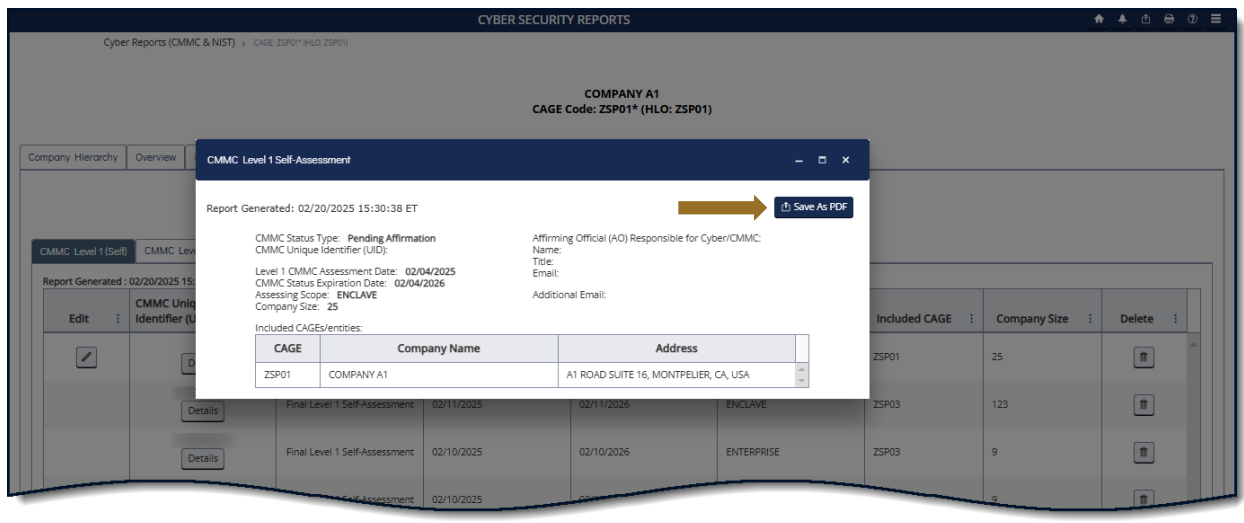 CYBER SECURITY REPORTS
Cyber Reports (CMMC & NIST) > CAGE: ZSP01* (HLO: ZSP01)
COMPANY A1
CAGE Code: ZSP01* (HLO: ZSP01)
Company Hierarchy Overview
CMMC Level 1 Self-Assessment
Report Generated: 02/20/2025 15:30:38 ET
Save As PDF
CMMC Status Type: Pending Affirmation
CMMC Unique Identifier (UID):
Level 1 CMMC Assessment Date: 02/04/2025
CMMC Status Expiration Date: 02/04/2026
Assessing Scope: ENCLAVE
Company Size: 25
Affirming Official (AO) Responsible for Cyber/CMMC:
Name:
Title:
Email:
Additional Email:
Included CAGEs/entities:
CAGE Company Name Address
ZSP01 COMPANY A1 A1 ROAD SUITE 16, MONTPELIER, CA, USA
CMMC Level 1 (Self) CMMC Lev
Report Generated : 02/20/2025 15:
Edit CMMC Uniq Included CAGE Company Size Delete
Identifier (U
D ZSP01 25
Details Final Level 1 Self-Assessment 02/11/2025 02/11/2026 ENCLAVE ZSP03 123
Details Final Level 1 Self-Assessment 02/10/2025 02/10/2026 ENTERPRISE ZSP03 9
Self-Assessment 02/10/2025 9